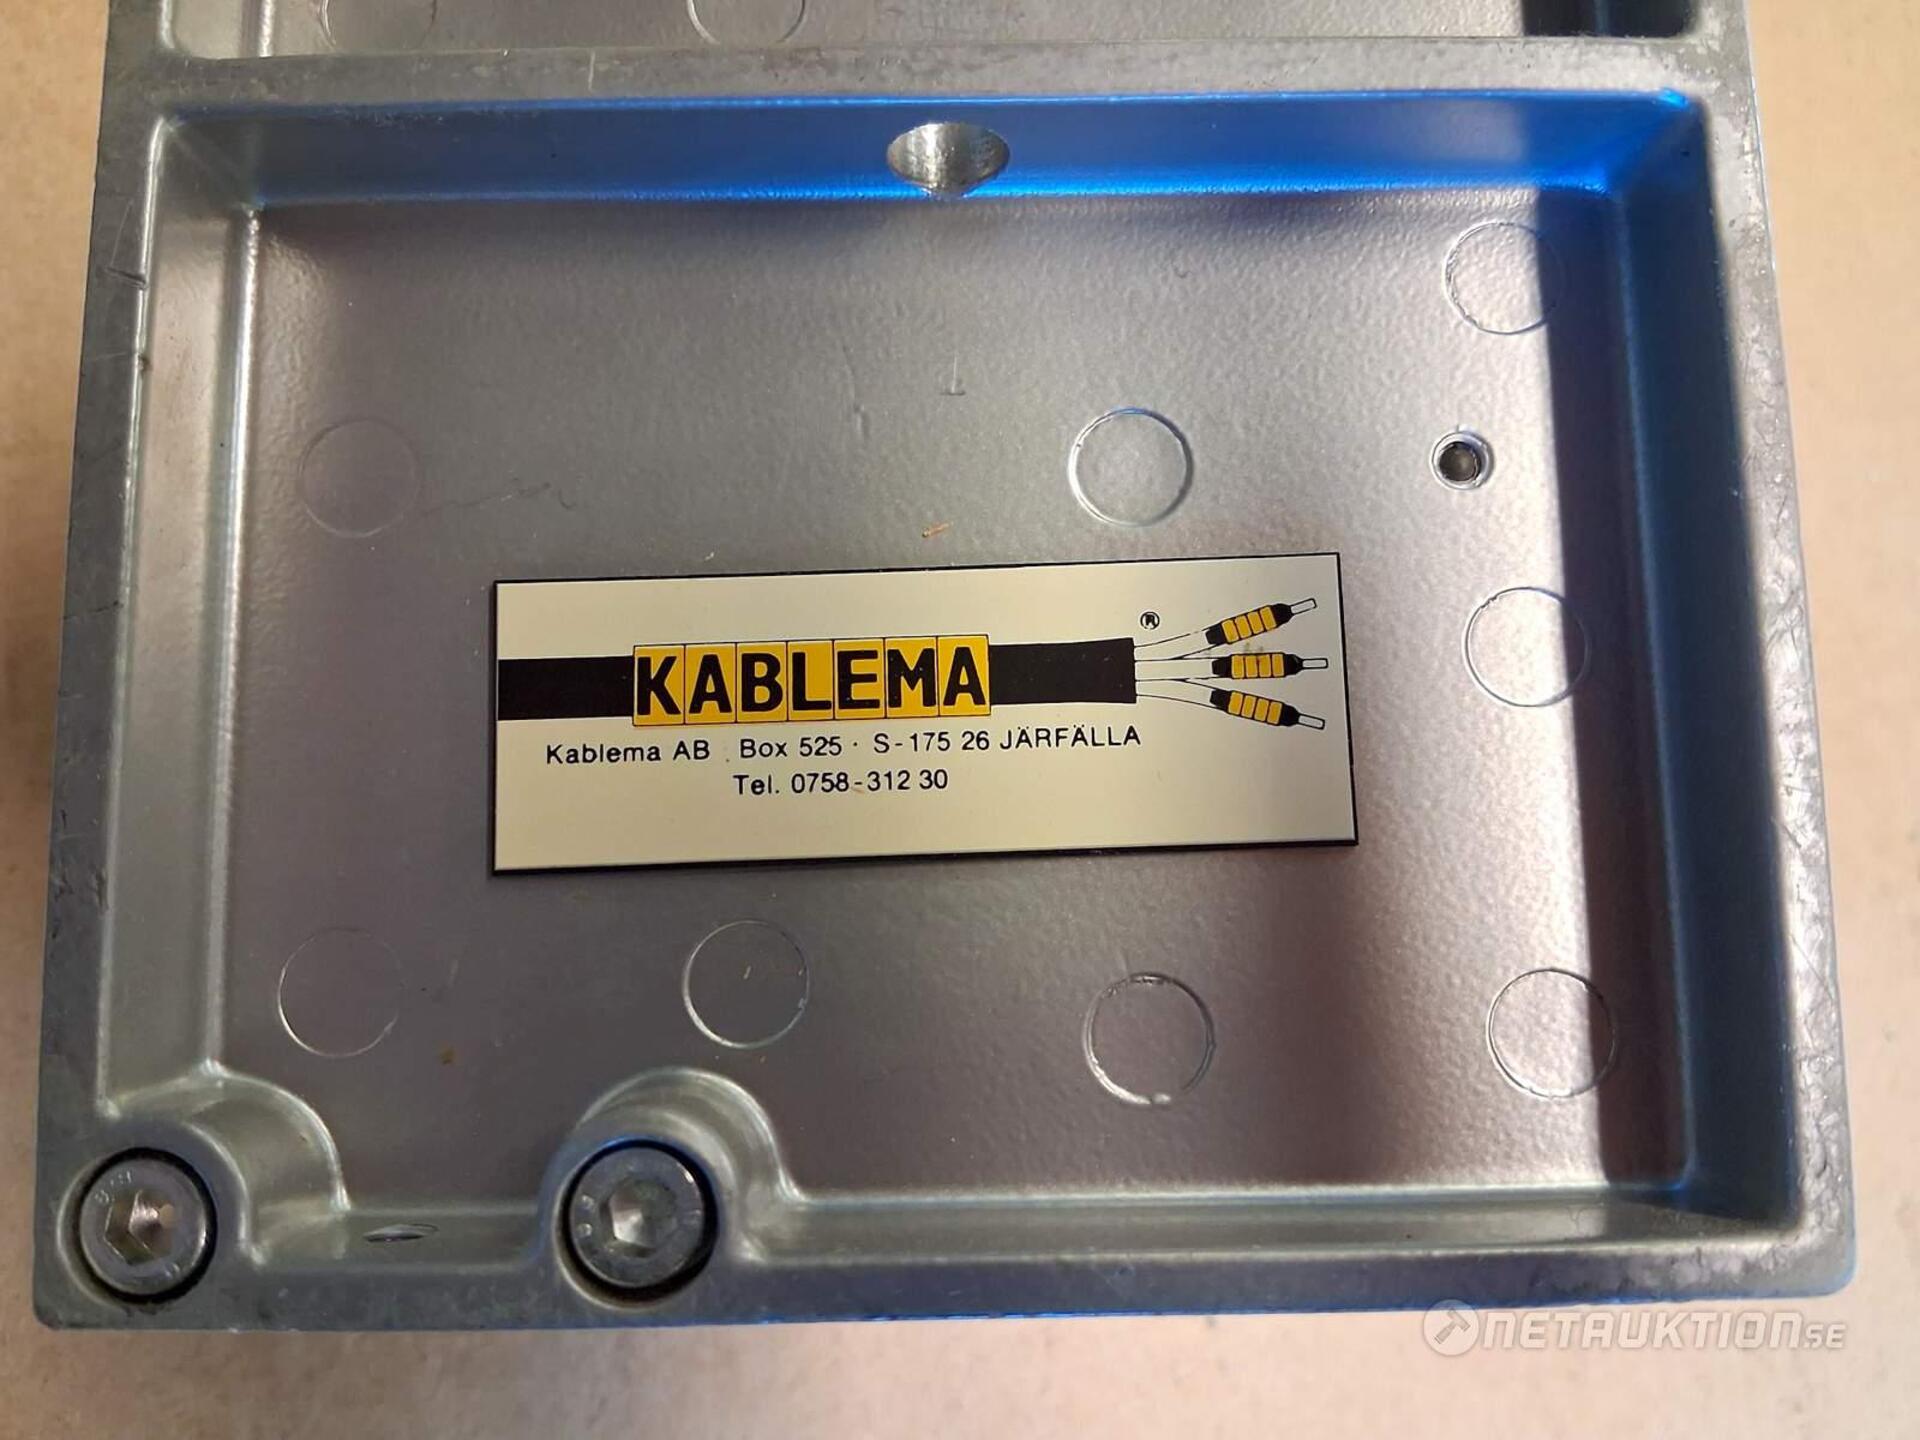 KABLEMA ®
Kablema AB Box 525 · S-175 26 JÄRFÄLLA
Tel. 0758-312 30
NETAUKTION.SE